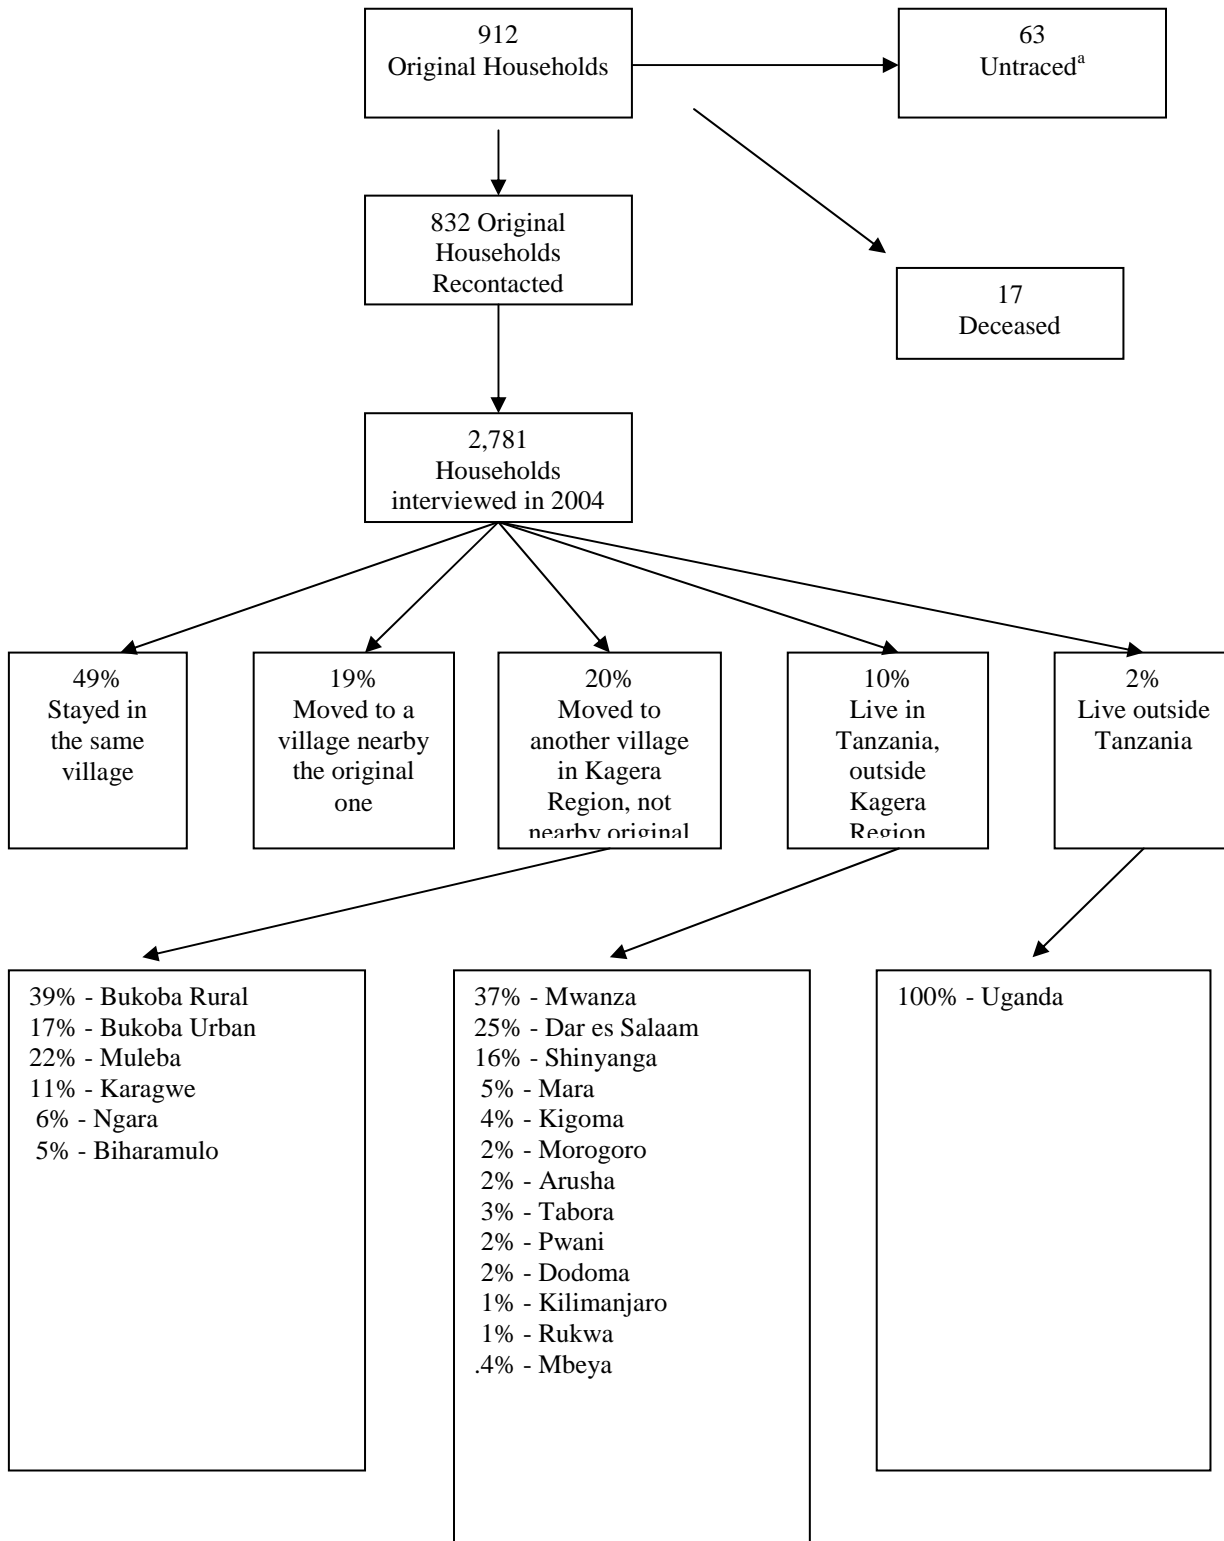 912
Original Households
63
Untraced^a
832 Original
Households
Recontacted
17
Deceased
2,781
Households
interviewed in 2004
49%
Stayed in
the same
village
19%
Moved to a
village nearby
the original
one
20%
Moved to
another village
in Kagera
Region, not
nearby original
10%
Live in
Tanzania,
outside
Kagera
Region
2%
Live outside
Tanzania
39% - Bukoba Rural
17% - Bukoba Urban
22% - Muleba
11% - Karagwe
6% - Ngara
5% - Biharamulo
37% - Mwanza
25% - Dar es Salaam
16% - Shinyanga
5% - Mara
4% - Kigoma
2% - Morogoro
2% - Arusha
3% - Tabora
2% - Pwani
2% - Dodoma
1% - Kilimanjaro
1% - Rukwa
.4% - Mbeya
100% - Uganda